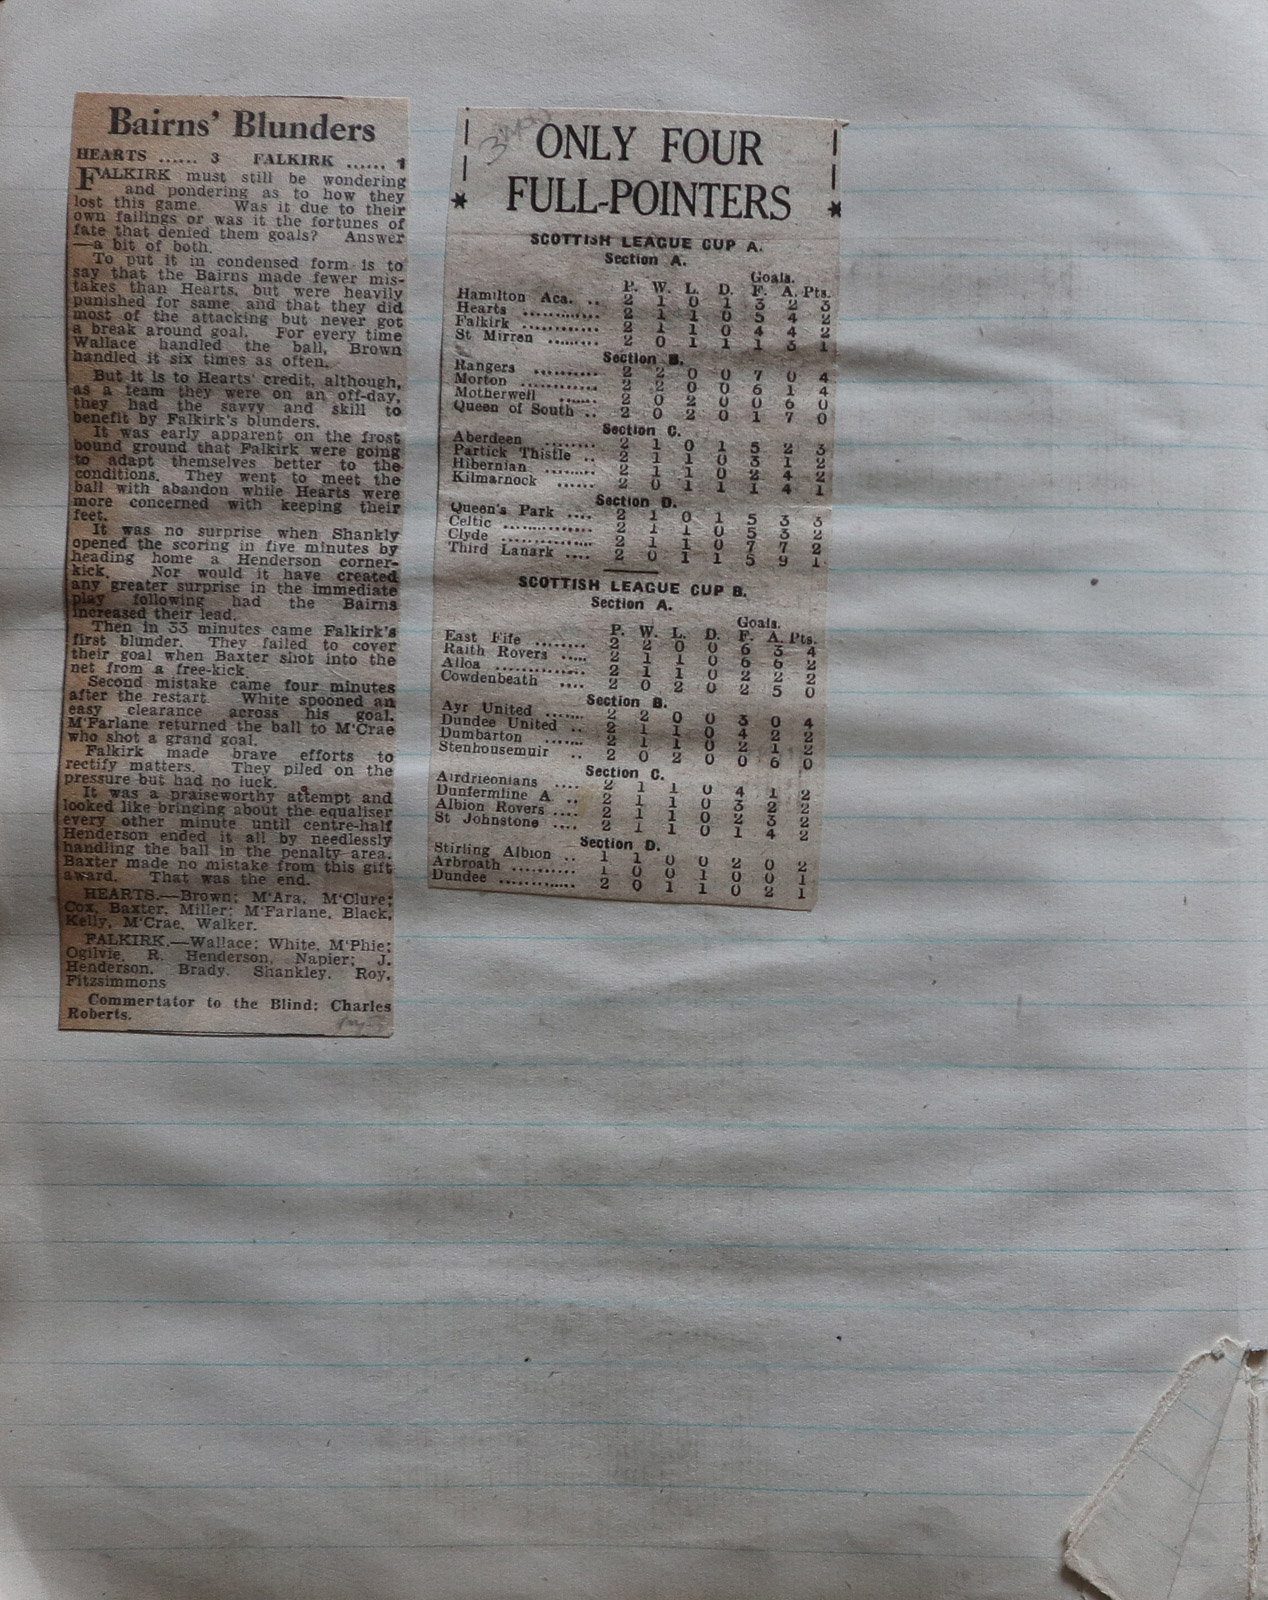 Bairns' Blunders
HEARTS ...... 3 FALKIRK ...... 1
FALKIRK must still be wondering
and pondering as to how they
lost this game. Was it due to their
own failings or was it the fortunes of
fate that denied them goals? Answer
—a bit of both.
To put it in condensed form is to
say that the Bairns made fewer mis-
takes than Hearts, but were heavily
punished for same and that they did
most of the attacking but never got
a break around goal. For every time
Wallace handled the ball, Brown
handled it six times as often.
But it is to Hearts' credit, although,
as a team they were on an off-day,
they had the savvy and skill to
benefit by Falkirk's blunders.
It was early apparent on the frost
bound ground that Falkirk were going
to adapt themselves better to the
conditions. They went to meet the
ball with abandon while Hearts were
more concerned with keeping their
feet.
It was no surprise when Shankly
opened the scoring in five minutes by
heading home a Henderson corner-
kick. Nor would it have created
any greater surprise in the immediate
play following had the Bairns
increased their lead.
Then in 33 minutes came Falkirk's
first blunder. They failed to cover
their goal when Baxter shot into the
net from a free-kick.
Second mistake came four minutes
after the restart. White spooned an
easy clearance across his goal.
M'Farlane returned the ball to M'Crae
who shot a grand goal.
Falkirk made brave efforts to
rectify matters. They piled on the
pressure but had no luck.
It was a praiseworthy attempt and
looked like bringing about the equaliser
every other minute until centre-half
Henderson ended it all by needlessly
handling the ball in the penalty area.
Baxter made no mistake from this gift
award. That was the end.
HEARTS.—Brown; M'Ara, M'Clure;
Cox, Baxter, Miller; M'Farlane, Black,
Kelly, M'Crae, Walker.
FALKIRK.—Wallace; White, M'Phie;
Ogilvie, R. Henderson, Napier; J.
Henderson, Brady, Shankley, Roy,
Fitzsimmons
Commertator to the Blind: Charles
Roberts.
ONLY FOUR
FULL-POINTERS
SCOTTISH LEAGUE CUP A.
Section A.
Goals.
P. W. L. D. F. A. Pts.
Hamilton Aca. .. 2 1 0 1 3 2 3
Hearts ............ 2 1 1 0 5 4 2
Falkirk ........... 2 1 1 0 4 4 2
St Mirren ......... 2 0 1 1 1 3 1
Section B.
Rangers .......... 2 2 0 0 7 0 4
Morton ........... 2 2 0 0 6 1 4
Motherwell ...... 2 0 2 0 0 6 0
Queen of South .. 2 0 2 0 1 7 0
Section C.
Aberdeen ........ 2 1 0 1 5 2 3
Partick Thistle .. 2 1 1 0 3 1 2
Hibernian ........ 2 1 1 0 2 4 2
Kilmarnock ...... 2 0 1 1 1 4 1
Section D.
Queen's Park .... 2 1 0 1 5 3 3
Celtic ............. 2 1 1 0 5 3 2
Clyde ............. 2 1 1 0 7 7 2
Third Lanark .... 2 0 1 1 5 9 1
SCOTTISH LEAGUE CUP B.
Section A.
Goals.
P. W. L. D. F. A. Pts.
East Fife ........ 2 2 0 0 6 3 4
Raith Rovers ..... 2 1 1 0 6 6 2
Alloa ............. 2 1 1 0 2 2 2
Cowdenbeath .... 2 0 2 0 2 5 0
Section B.
Ayr United ...... 2 2 0 0 3 0 4
Dundee United .. 2 1 1 0 4 2 2
Dumbarton ....... 2 1 1 0 2 1 2
Stenhousemuir .. 2 0 2 0 0 6 0
Section C.
Airdrieonians .... 2 1 1 0 4 1 2
Dunfermline A .. 2 1 1 0 3 2 2
Albion Rovers .... 2 1 1 0 2 3 2
St Johnstone .... 2 1 1 0 1 4 2
Section D.
Stirling Albion .. 1 1 0 0 2 0 2
Arbroath .......... 1 0 0 1 0 0 1
Dundee ............ 2 0 1 1 0 2 1